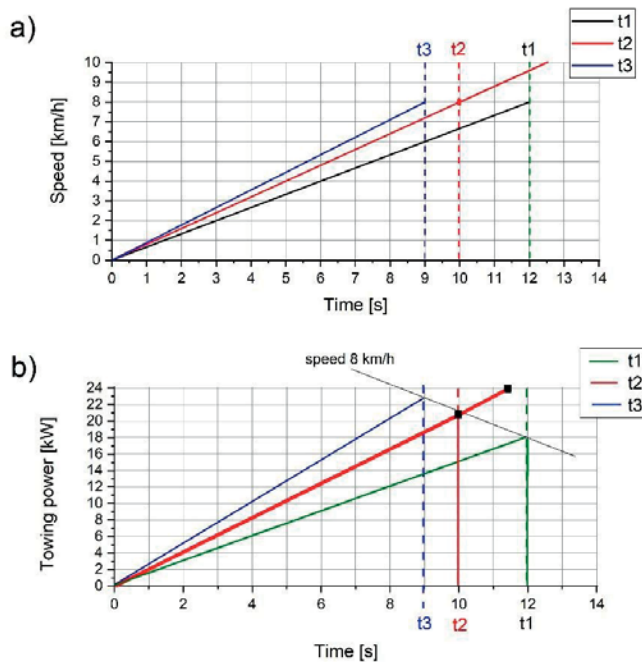 a)
t3 t2 t1
t1
t2
t3
Speed [km/h]
10
9
8
7
6
5
4
3
2
1
0
0 1 2 3 4 5 6 7 8 9 10 11 12 13 14
Time [s]
b)
speed 8 km/h
t1
t2
t3
Towing power [kW]
24
22
20
18
16
14
12
10
8
6
4
2
0
0 2 4 6 8 10 12 14
t3 t2 t1
Time [s]